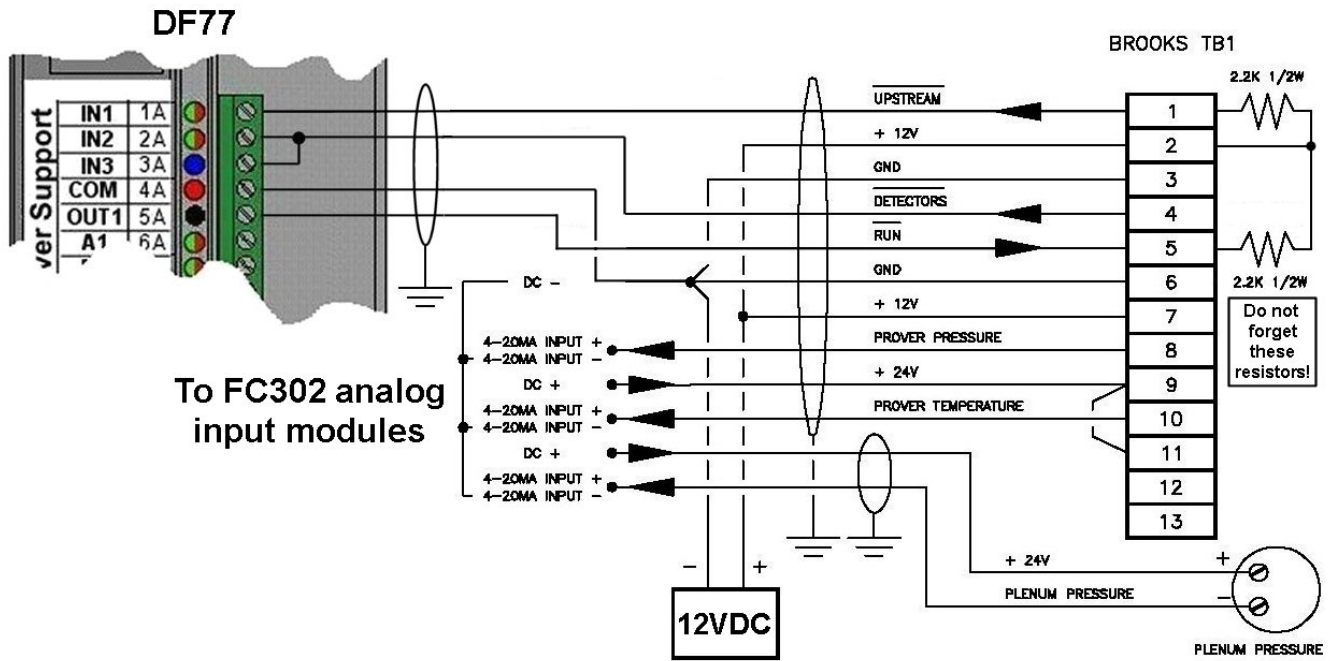 DF77
BROOKS TB1
ver Support
IN1 1A
IN2 2A
IN3 3A
COM 4A
OUT1 5A
A1 6A
2.2K 1/2W
UPSTREAM
+ 12V
GND
DETECTORS
RUN
GND
+ 12V
PROVER PRESSURE
+ 24V
PROVER TEMPERATURE
1
2
3
4
5
6
7
8
9
10
11
12
13
2.2K 1/2W
Do not
forget
these
resistors!
DC -
4-20MA INPUT +
4-20MA INPUT -
DC +
4-20MA INPUT +
4-20MA INPUT -
DC +
4-20MA INPUT +
4-20MA INPUT -
To FC302 analog
input modules
- +
12VDC
+ 24V
PLENUM PRESSURE
+
-
PLENUM PRESSURE